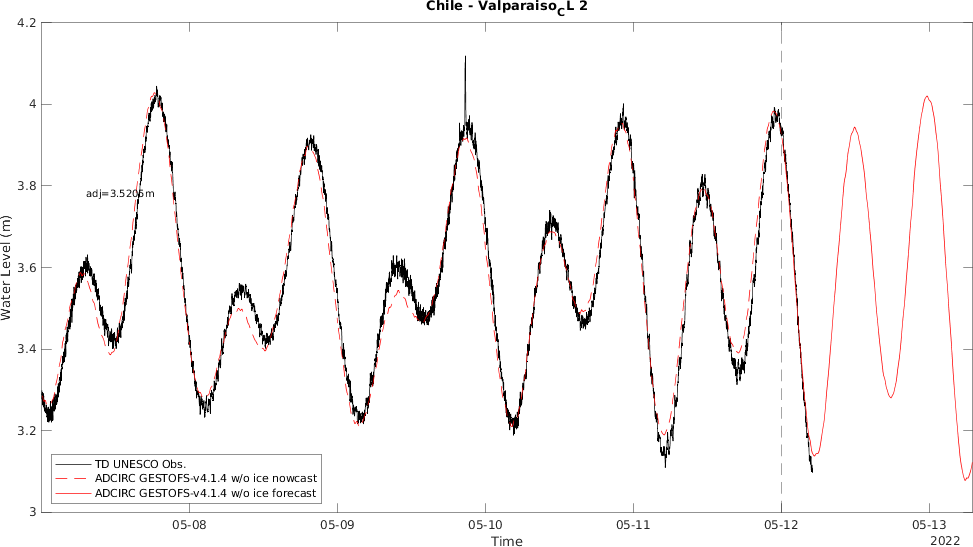 Chile - Valparaiso_CL 2
4.2
4
3.8
3.6
3.4
3.2
3
Water Level (m)
adj=3.5205m
TD UNESCO Obs.
ADCIRC GESTOFS-v4.1.4 w/o ice nowcast
ADCIRC GESTOFS-v4.1.4 w/o ice forecast
05-08 05-09 05-10 05-11 05-12 05-13
Time
2022